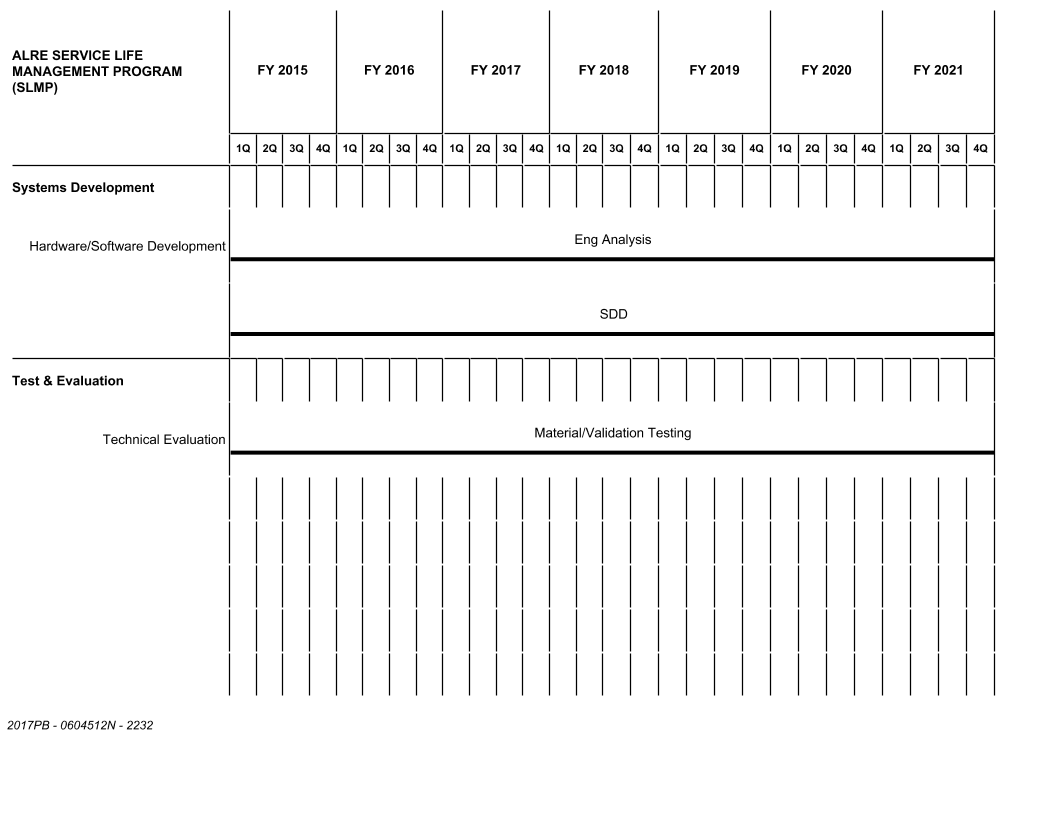 ALRE SERVICE LIFE
MANAGEMENT PROGRAM
(SLMP)
FY 2015 FY 2016 FY 2017 FY 2018 FY 2019 FY 2020 FY 2021
1Q 2Q 3Q 4Q 1Q 2Q 3Q 4Q 1Q 2Q 3Q 4Q 1Q 2Q 3Q 4Q 1Q 2Q 3Q 4Q 1Q 2Q 3Q 4Q 1Q 2Q 3Q 4Q
Systems Development
Eng Analysis
Hardware/Software Development
SDD
Test & Evaluation
Material/Validation Testing
Technical Evaluation
2017PB - 0604512N - 2232